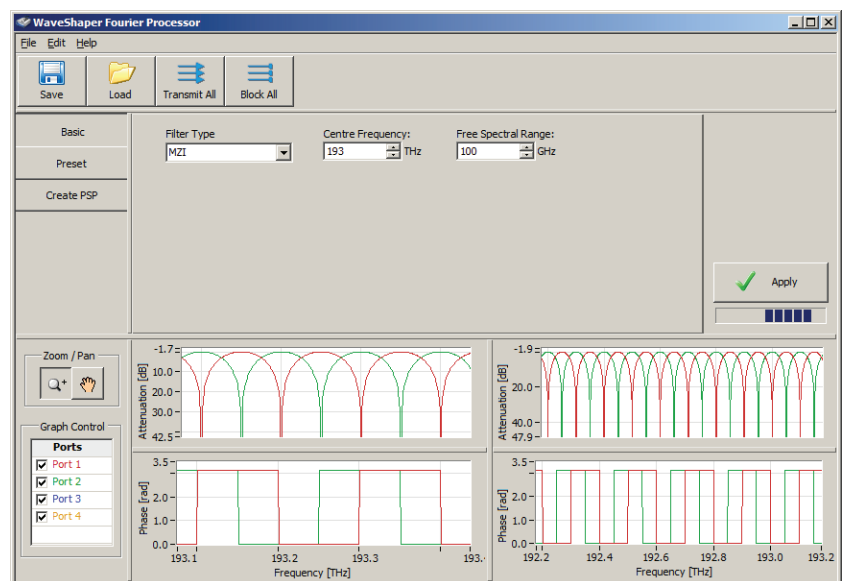 WaveShaper Fourier Processor
File Edit Help
Save Load Transmit All Block All
Basic
Preset
Create PSP
Filter Type Centre Frequency: Free Spectral Range:
MZI 193 THz 100 GHz
Apply
Zoom / Pan
Graph Control
Ports
Port 1
Port 2
Port 3
Port 4
Attenuation [dB]
-1.7
10.0
20.0
30.0
42.5
Attenuation [dB]
-1.9
20.0
40.0
47.9
Phase [rad]
3.5
2.0
1.0
0.0
193.1 193.2 193.3 193.
Frequency [THz]
Phase [rad]
3.5
2.0
1.0
0.0
192.2 192.4 192.6 192.8 193.0 193.2
Frequency [THz]